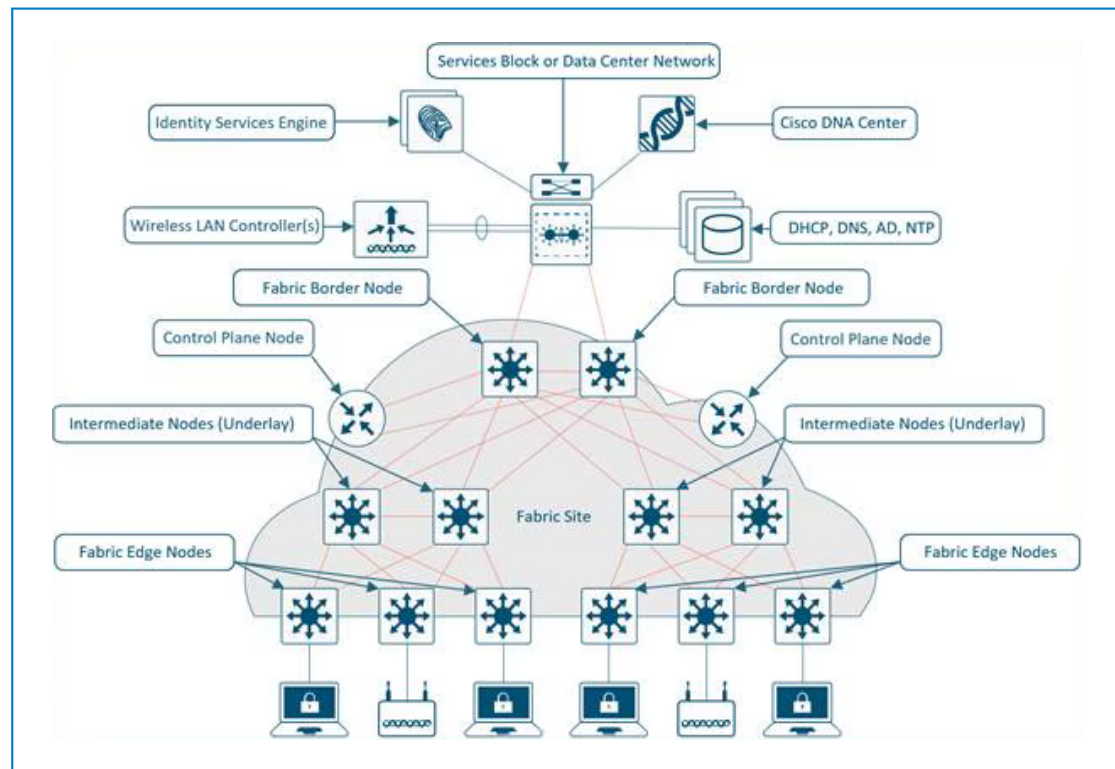 Services Block or Data Center Network
Identity Services Engine
Cisco DNA Center
Wireless LAN Controller(s)
DHCP, DNS, AD, NTP
Fabric Border Node
Fabric Border Node
Control Plane Node
Control Plane Node
Intermediate Nodes (Underlay)
Intermediate Nodes (Underlay)
Fabric Site
Fabric Edge Nodes
Fabric Edge Nodes